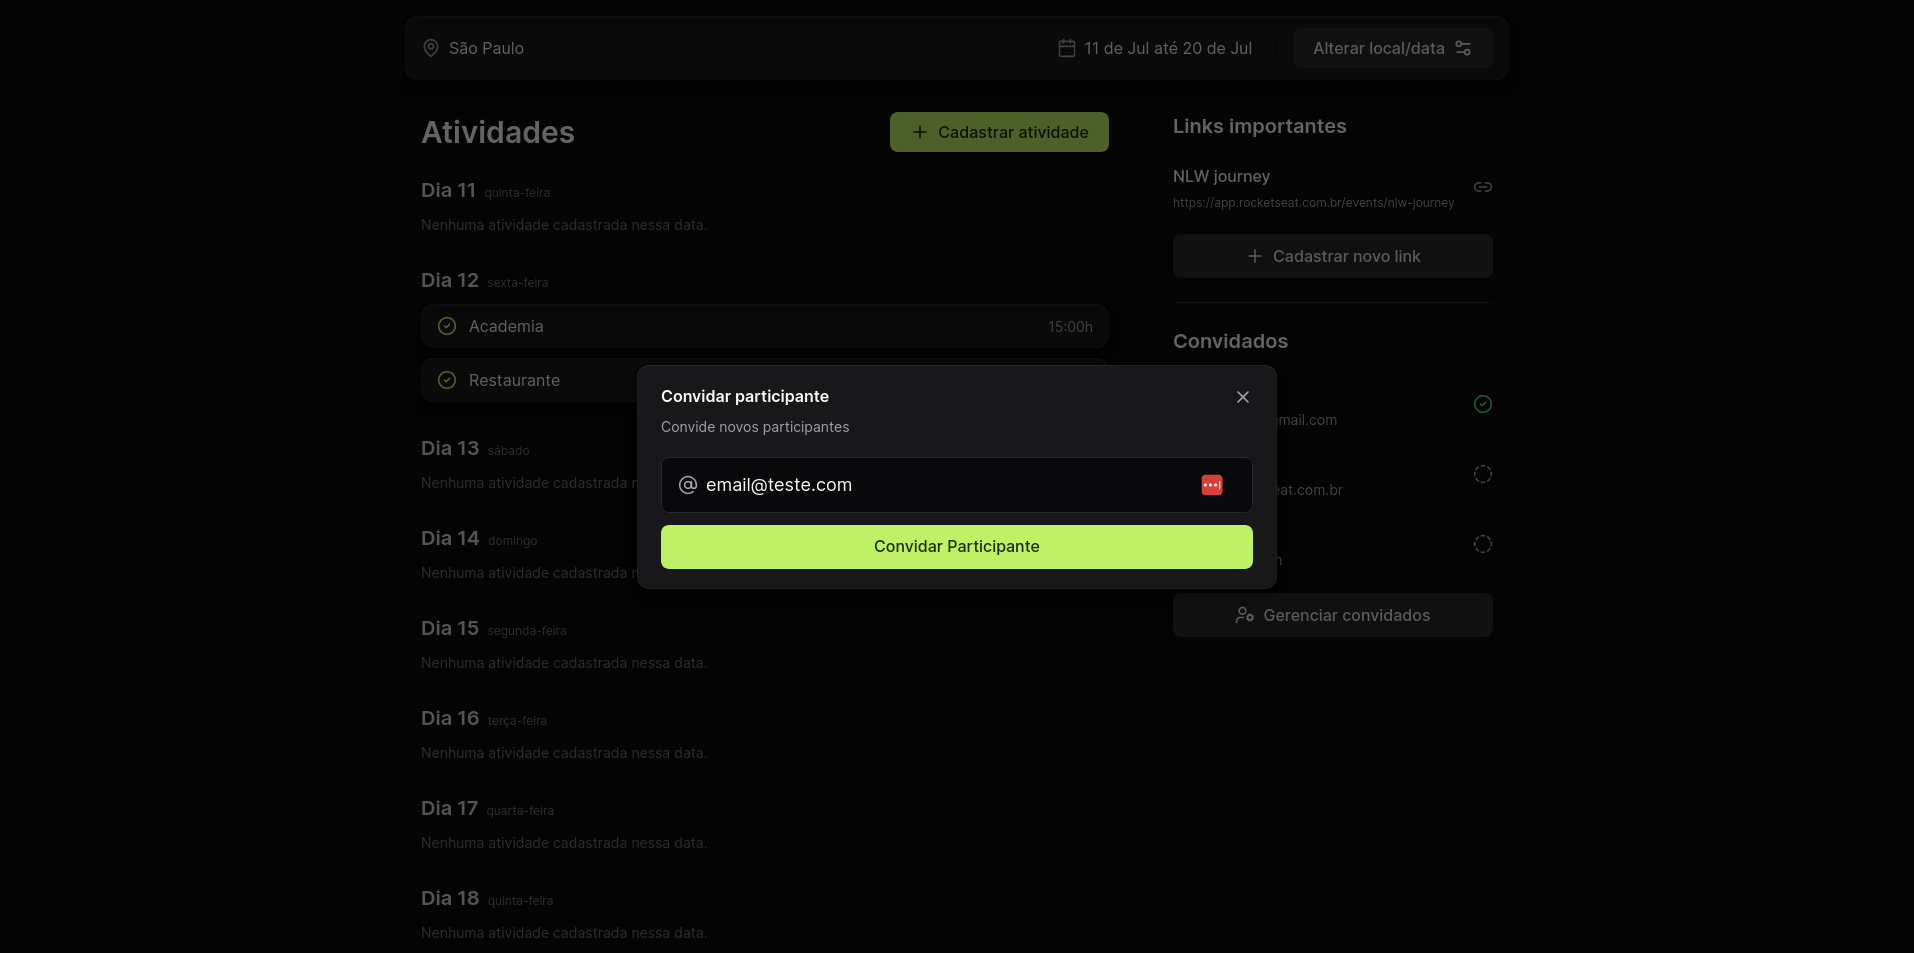 São Paulo
11 de Jul até 20 de Jul
Alterar local/data
Atividades
Cadastrar atividade
Dia 11 quinta-feira
Nenhuma atividade cadastrada nessa data.
Dia 12 sexta-feira
Academia 15:00h
Restaurante
Dia 13 sábado
Nenhuma atividade cadastrada
Dia 14 domingo
Nenhuma atividade cadastrada
Dia 15 segunda-feira
Nenhuma atividade cadastrada nessa data.
Dia 16 terça-feira
Nenhuma atividade cadastrada nessa data.
Dia 17 quarta-feira
Nenhuma atividade cadastrada nessa data.
Dia 18 quinta-feira
Nenhuma atividade cadastrada nessa data.
Convidar participante
Convide novos participantes
email@teste.com
Convidar Participante
Links importantes
NLW journey
https://app.rocketseat.com.br/events/nlw-journey
Cadastrar novo link
Convidados
mail.com
eat.com.br
Gerenciar convidados